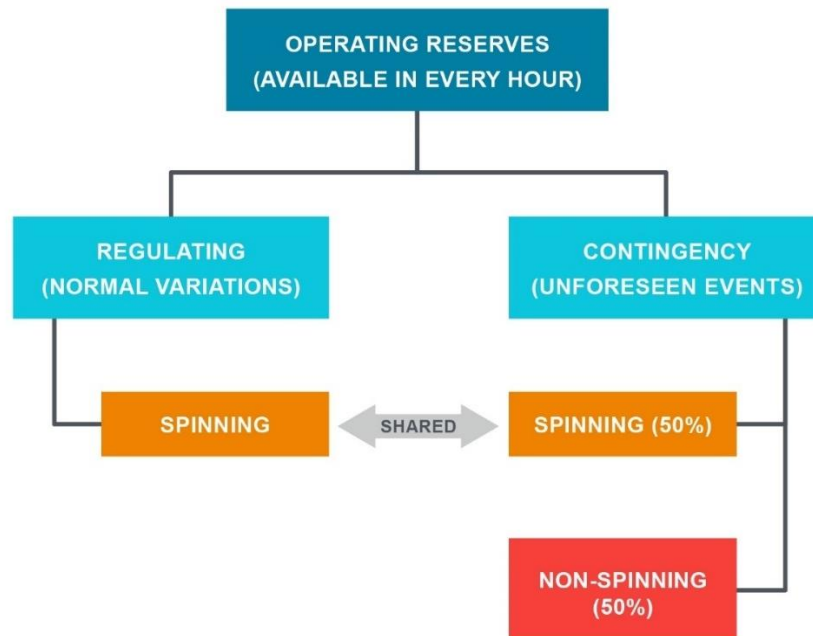 OPERATING RESERVES
(AVAILABLE IN EVERY HOUR)
REGULATING
(NORMAL VARIATIONS)
CONTINGENCY
(UNFORESEEN EVENTS)
SPINNING
SHARED
SPINNING (50%)
NON-SPINNING
(50%)